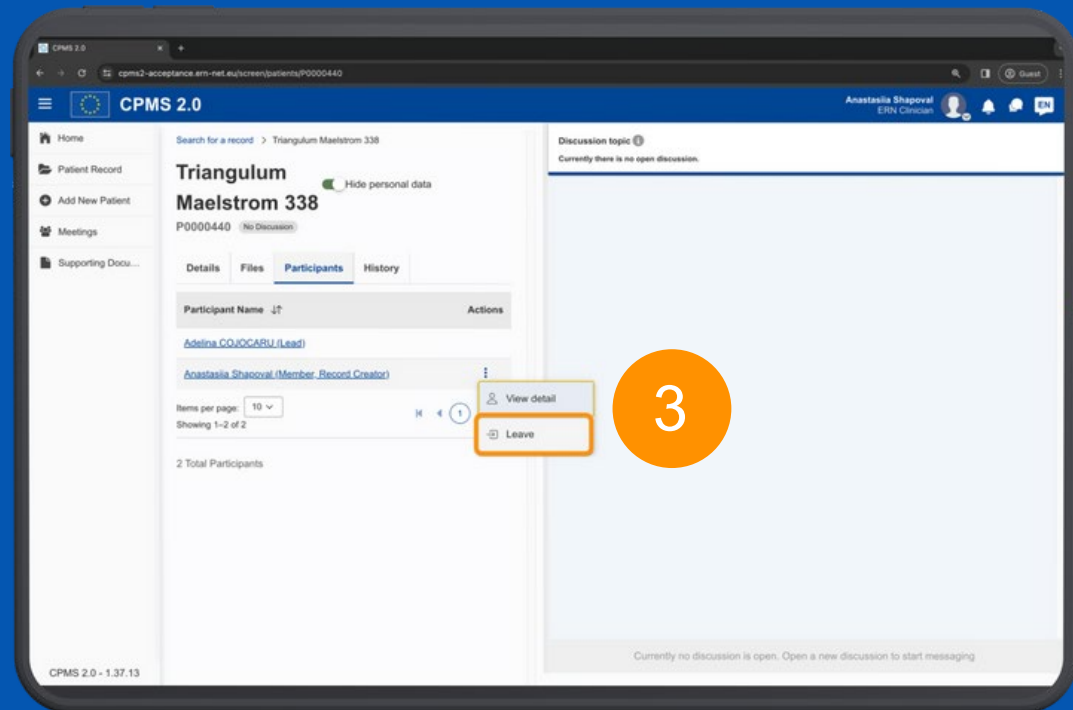 CPMS 2.0
cpms2-acceptance.ern-net.eu/screen/patients/P0000440
Guest
CPMS 2.0
Anastasiia Shapoval
ERN Clinician
EN
Home
Patient Record
Add New Patient
Meetings
Supporting Docu...
Search for a record > Triangulum Maelstrom 338
Triangulum
Maelstrom 338
Hide personal data
P0000440 No Discussion
Details Files Participants History
Participant Name Actions
Adelina COJOCARU (Lead)
Anastasiia Shapoval (Member, Record Creator)
Items per page: 10
Showing 1–2 of 2
1
2 Total Participants
View detail
Leave
3
Discussion topic
Currently there is no open discussion.
Currently no discussion is open. Open a new discussion to start messaging
CPMS 2.0 - 1.37.13